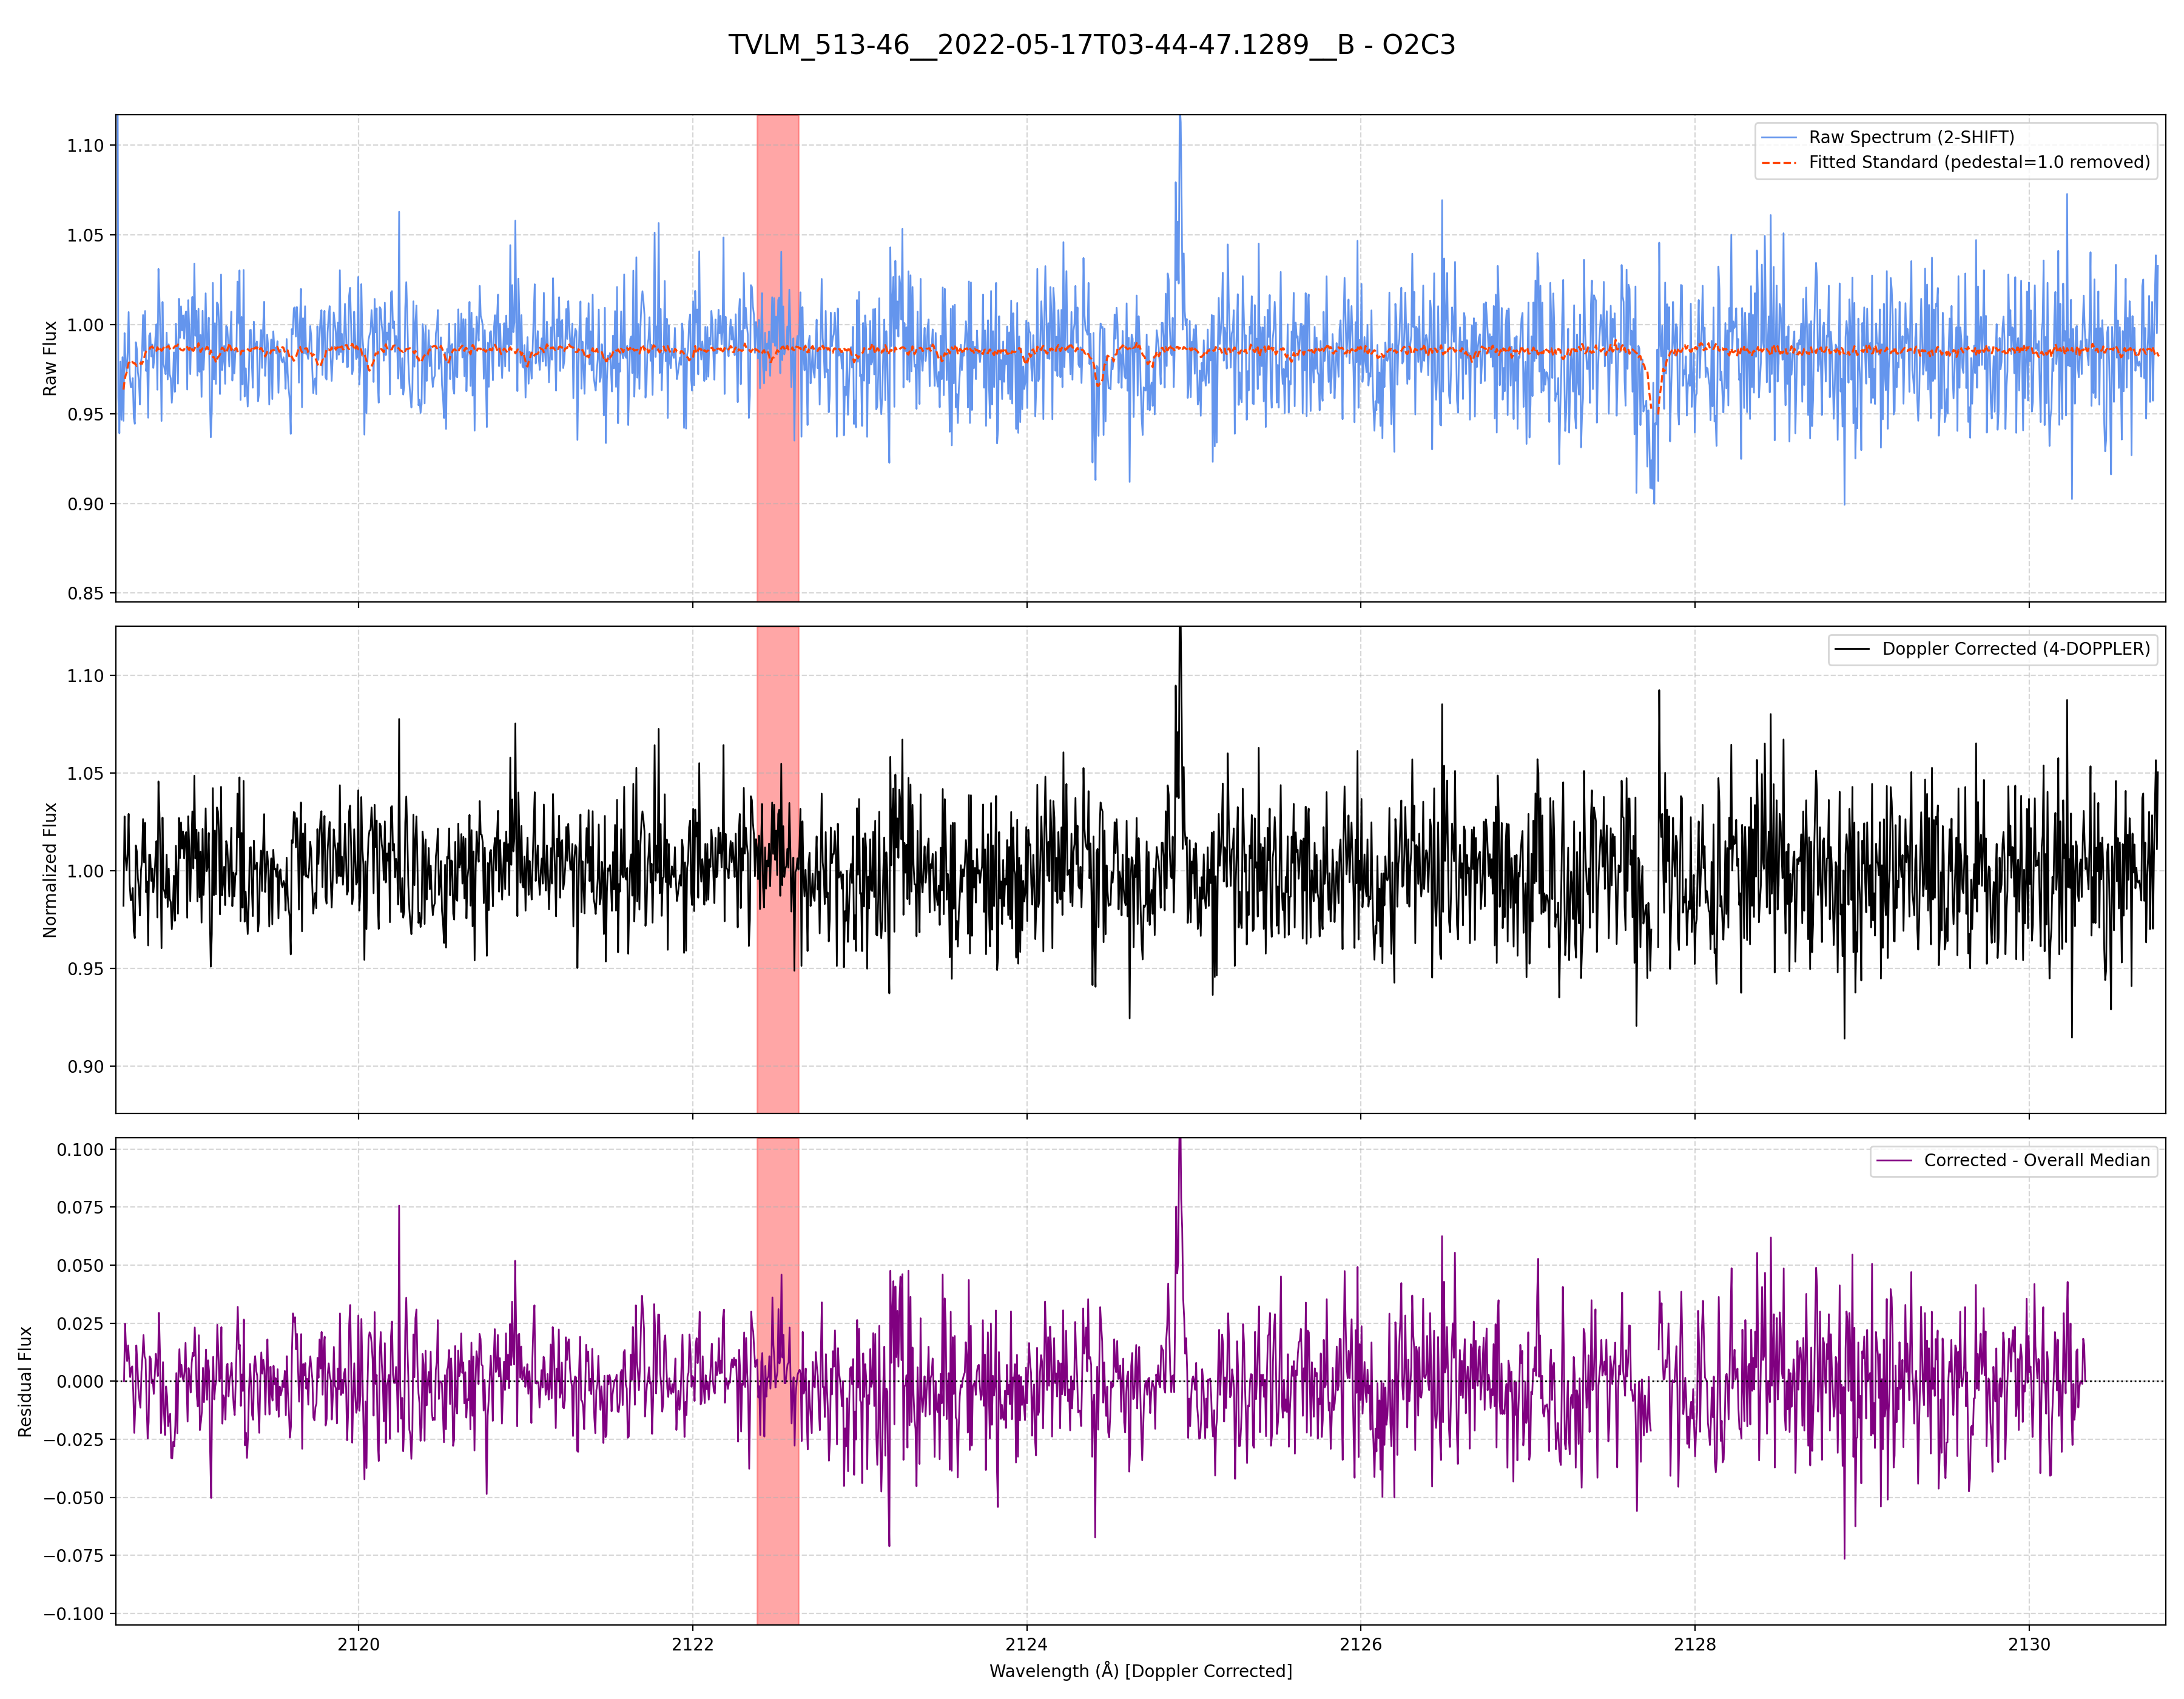 TVLM_513-46__2022-05-17T03-44-47.1289__B - O2C3
Raw Spectrum (2-SHIFT)
Fitted Standard (pedestal=1.0 removed)
Raw Flux
1.10
1.05
1.00
0.95
0.90
0.85
Doppler Corrected (4-DOPPLER)
Normalized Flux
1.10
1.05
1.00
0.95
0.90
Corrected - Overall Median
Residual Flux
0.100
0.075
0.050
0.025
0.000
−0.025
−0.050
−0.075
−0.100
2120 2122 2124 2126 2128 2130
Wavelength (Å) [Doppler Corrected]